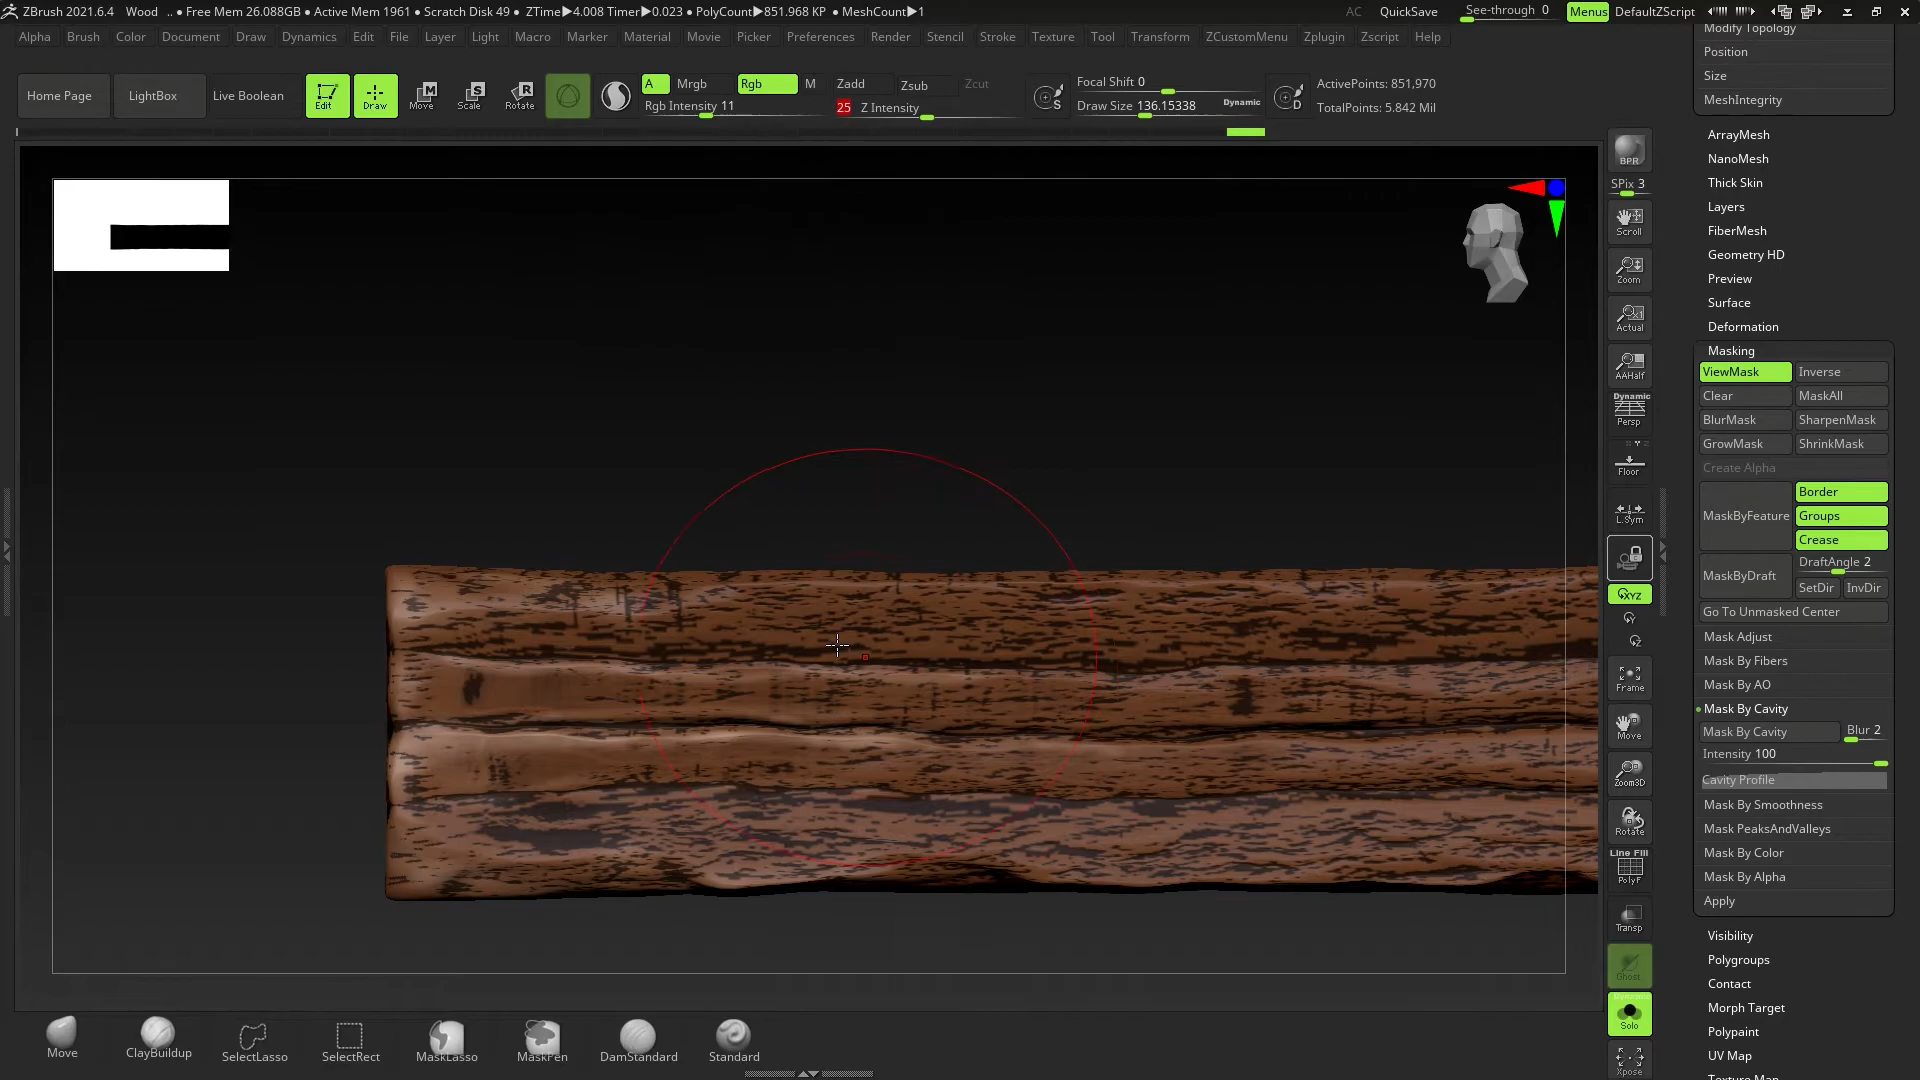 ZBrush 2021.6.4 Wood .. ● Free Mem 26.088GB ● Active Mem 1961 ● Scratch Disk 49 ● ZTime▶4.008 Timer▶0.023 ● PolyCount▶851.968 KP ● MeshCount▶1
AC QuickSave See-through 0 Menus DefaultZScript
Alpha Brush Color Document Draw Dynamics Edit File Layer Light Macro Marker Material Movie Picker Preferences Render Stencil Stroke Texture Tool Transform ZCustomMenu Zplugin Zscript Help
Home Page
LightBox
Live Boolean
Edit
Draw
M
Move
S
Scale
R
Rotate
A Mrgb Rgb M
Rgb Intensity 11
Zadd Zsub Zcut
25 Z Intensity
S
Focal Shift 0
Draw Size 136.15338 Dynamic
D
ActivePoints: 851,970
TotalPoints: 5.842 Mil
BPR
SPix 3
Scroll
Zoom
Actual
AAHalf
Dynamic
Persp
Floor
L.Sym
XYZ
Y
Z
Frame
Move
Zoom3D
Rotate
Line Fill
PolyF
Transp
Ghost
Dynamic
Solo
Xpose
Modify Topology
Position
Size
MeshIntegrity
ArrayMesh
NanoMesh
Thick Skin
Layers
FiberMesh
Geometry HD
Preview
Surface
Deformation
Masking
ViewMask Inverse
Clear MaskAll
BlurMask SharpenMask
GrowMask ShrinkMask
Create Alpha
MaskByFeature
Border
Groups
Crease
MaskByDraft
DraftAngle 2
SetDir InvDir
Go To Unmasked Center
Mask Adjust
Mask By Fibers
Mask By AO
Mask By Cavity
Mask By Cavity Blur 2
Intensity 100
Cavity Profile
Mask By Smoothness
Mask PeaksAndValleys
Mask By Color
Mask By Alpha
Apply
Visibility
Polygroups
Contact
Morph Target
Polypaint
UV Map
Texture Map
Move
ClayBuildup
SelectLasso
SelectRect
MaskLasso
MaskPen
DamStandard
Standard